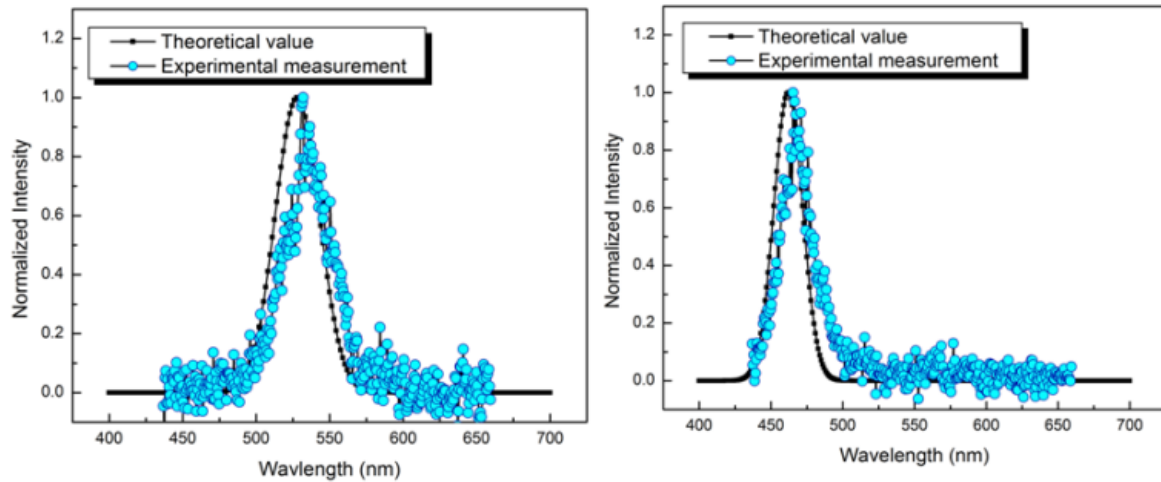 1.2
1.0
0.8
0.6
0.4
0.2
0.0
Normalized Intensity
Theoretical value
Experimental measurement
400 450 500 550 600 650 700
Wavlength (nm)
1.2
1.0
0.8
0.6
0.4
0.2
0.0
Normalized Intensity
Theoretical value
Experimental measurement
400 450 500 550 600 650 700
Wavelength (nm)